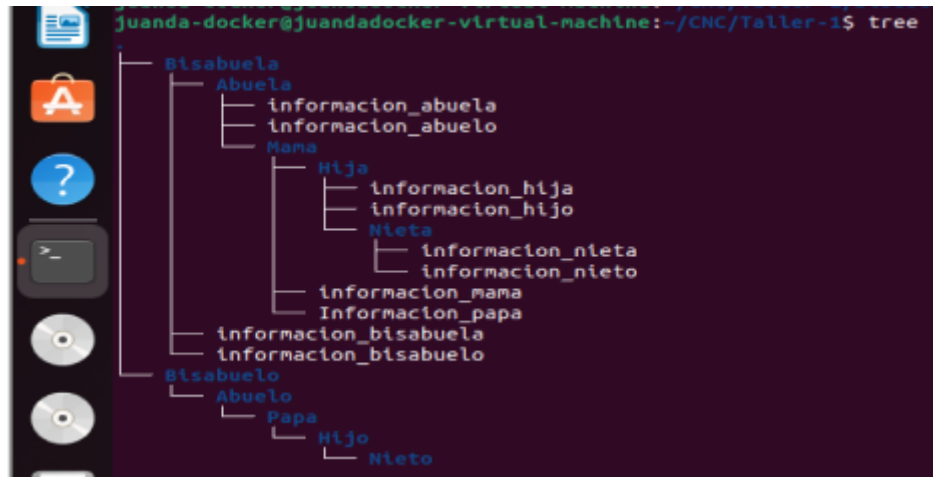 juanda-docker@juandadocker-virtual-machine:~/CNC/Taller-1$ tree
.
├── Bisabuela
│   ├── Abuela
│   │   ├── informacion_abuela
│   │   ├── informacion_abuelo
│   │   └── Mama
│   │       ├── Hija
│   │       │   ├── informacion_hija
│   │       │   ├── informacion_hijo
│   │       │   └── Nieta
│   │       │       ├── informacion_nieta
│   │       │       └── informacion_nieto
│   │       ├── informacion_mama
│   │       └── Informacion_papa
│   ├── informacion_bisabuela
│   └── informacion_bisabuelo
└── Bisabuelo
    └── Abuelo
        └── Papa
            └── Hijo
                └── Nieto